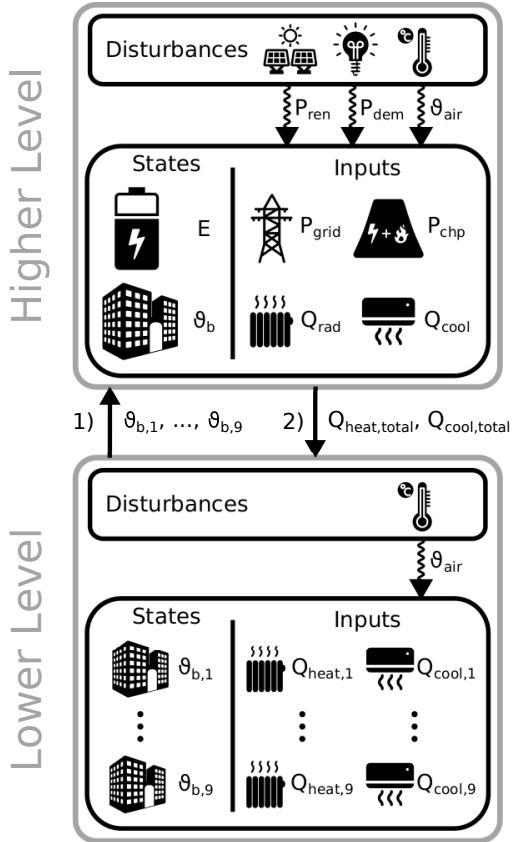 Higher Level
Disturbances
°C
P_ren P_dem ϑ_air
States Inputs
E P_grid P_chp
+
ϑ_b Q_rad Q_cool
1) ϑ_b,1, ..., ϑ_b,9 2) Q_heat,total, Q_cool,total
Lower Level
Disturbances
°C
ϑ_air
States Inputs
ϑ_b,1 Q_heat,1 Q_cool,1
ϑ_b,9 Q_heat,9 Q_cool,9